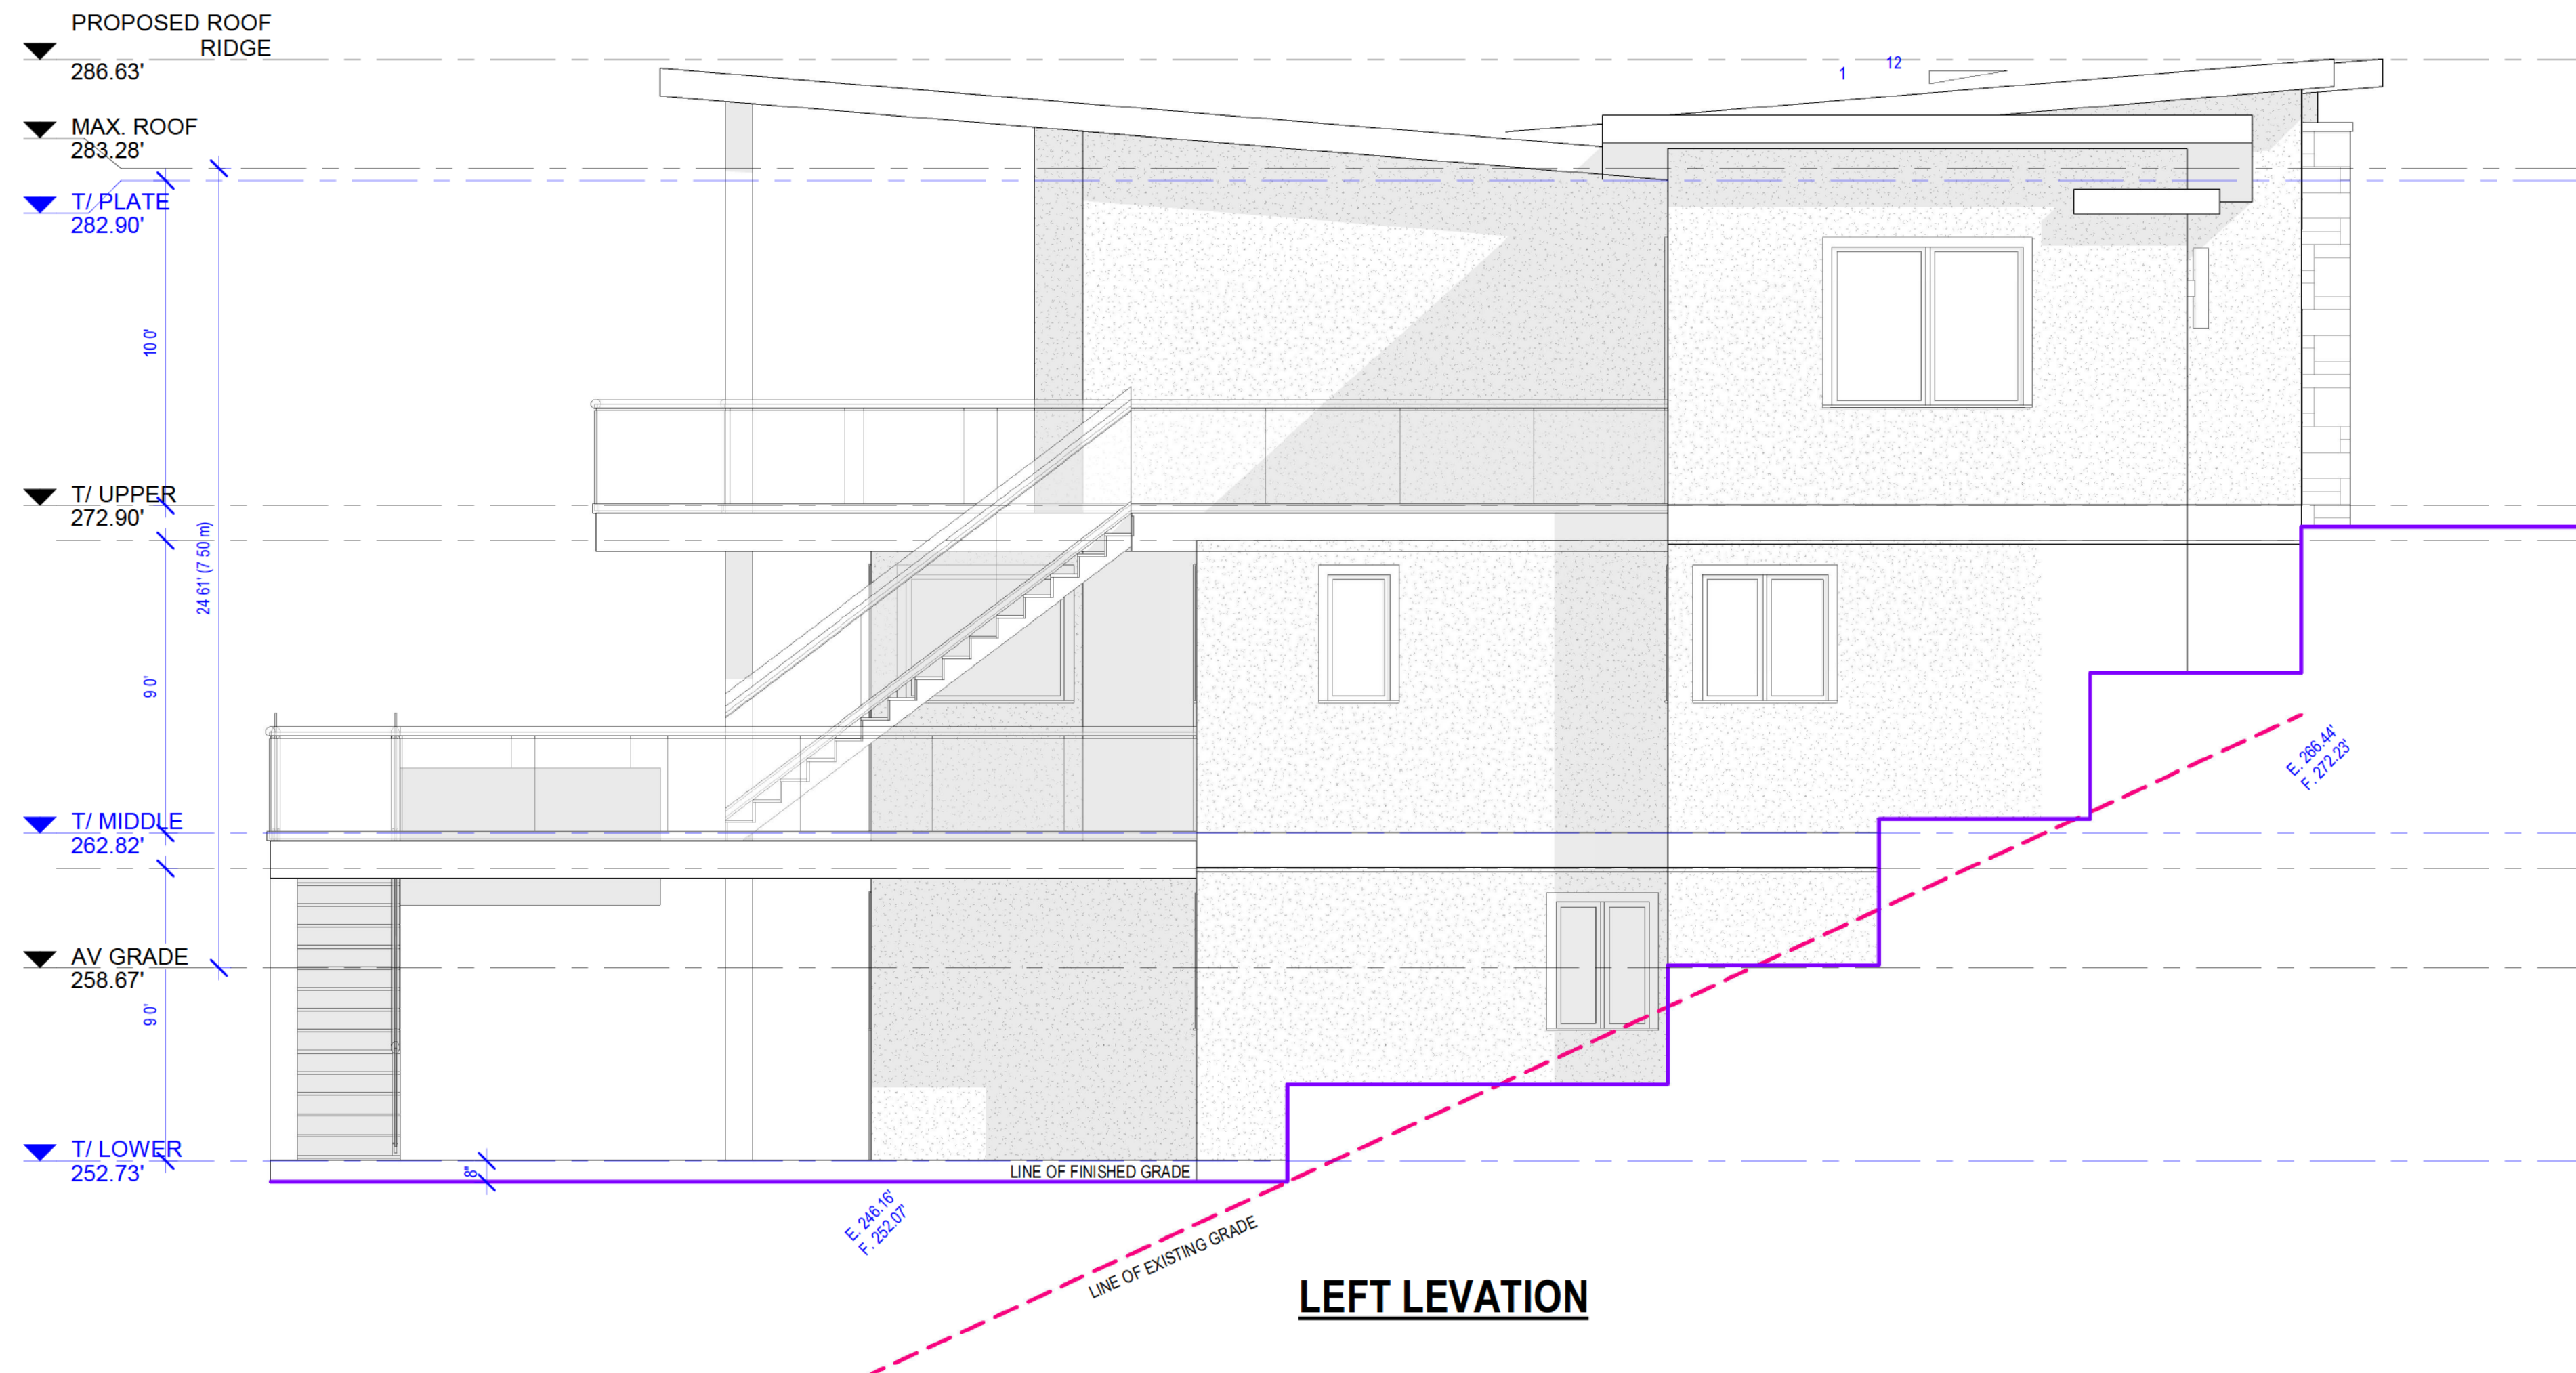 PROPOSED ROOF
RIDGE
286.63'
MAX. ROOF
283.28'
T/ PLATE
282.90'
1
12
10 0'
T/ UPPER
272.90'
24 61' (7 50 m)
9 0'
T/ MIDDLE
262.82'
E. 266.44'
F. 272.23'
AV GRADE
258.67'
9 0'
T/ LOWER
252.73'
8"
LINE OF FINISHED GRADE
E. 246.16'
F. 252.07'
LINE OF EXISTING GRADE
LEFT LEVATION